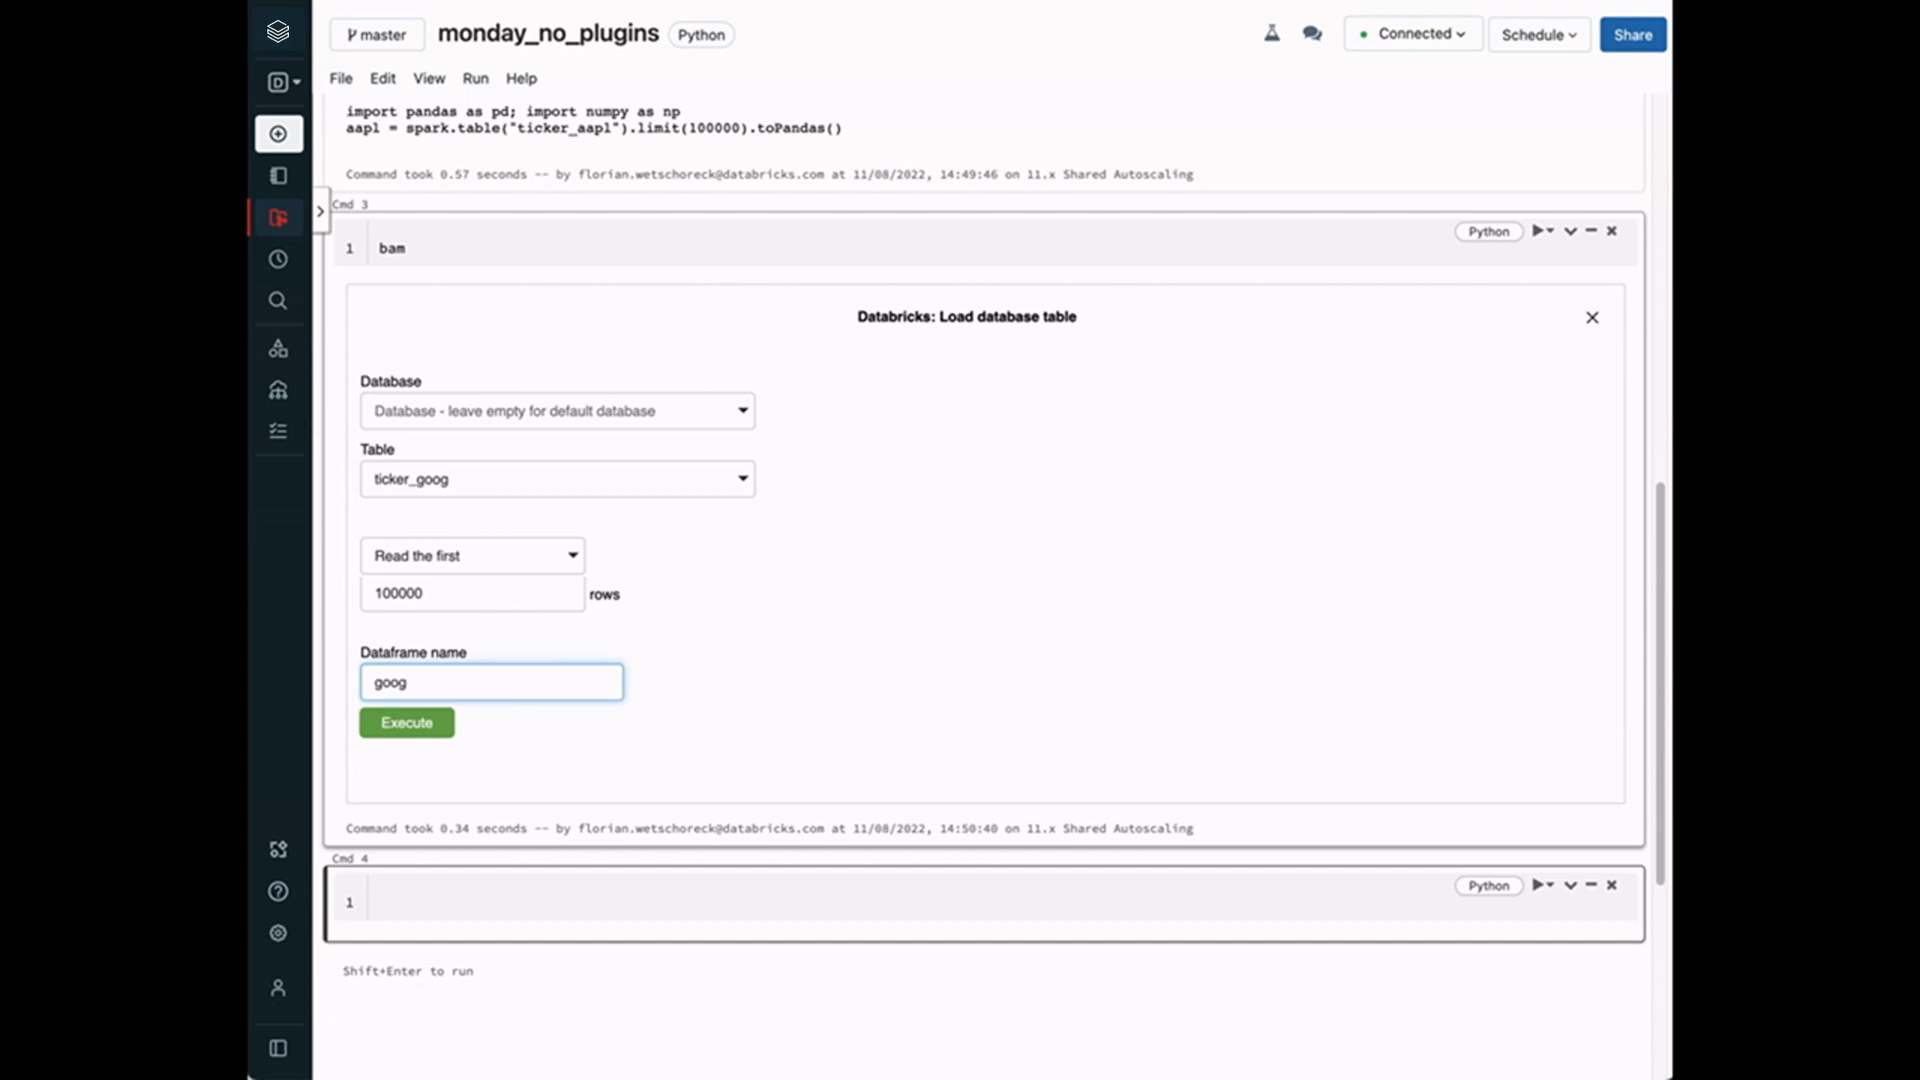 master
monday_no_plugins
Python
Connected
Schedule
Share
D
File Edit View Run Help
import pandas as pd; import numpy as np
aapl = spark.table("ticker_aapl").limit(100000).toPandas()
Command took 0.57 seconds -- by florian.wetschoreck@databricks.com at 11/08/2022, 14:49:46 on 11.x Shared Autoscaling
Cmd 3
Python
1 bam
Databricks: Load database table
Database
Database - leave empty for default database
Table
ticker_goog
Read the first
100000 rows
Dataframe name
goog
Execute
Command took 0.34 seconds -- by florian.wetschoreck@databricks.com at 11/08/2022, 14:50:40 on 11.x Shared Autoscaling
Cmd 4
Python
1
Shift+Enter to run